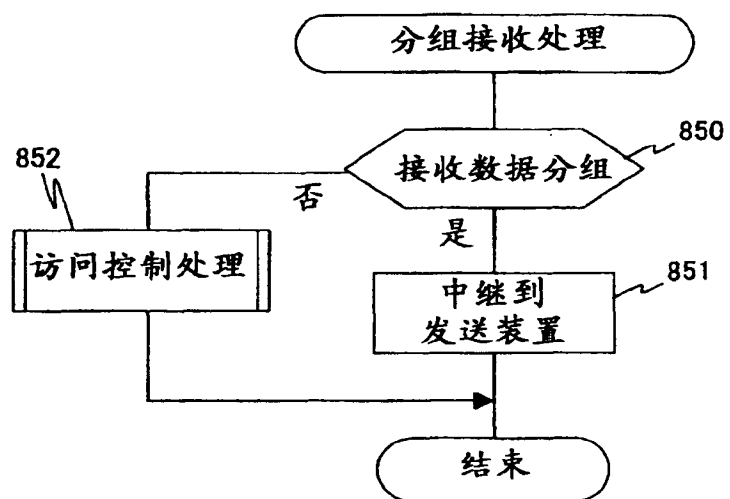 分组接收处理
850
接收数据分组
852
否
是
访问控制处理
851
中继到
发送装置
结束